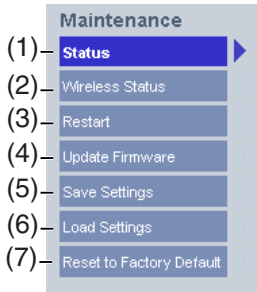 Maintenance
(1) Status
(2) Wireless Status
(3) Restart
(4) Update Firmware
(5) Save Settings
(6) Load Settings
(7) Reset to Factory Default